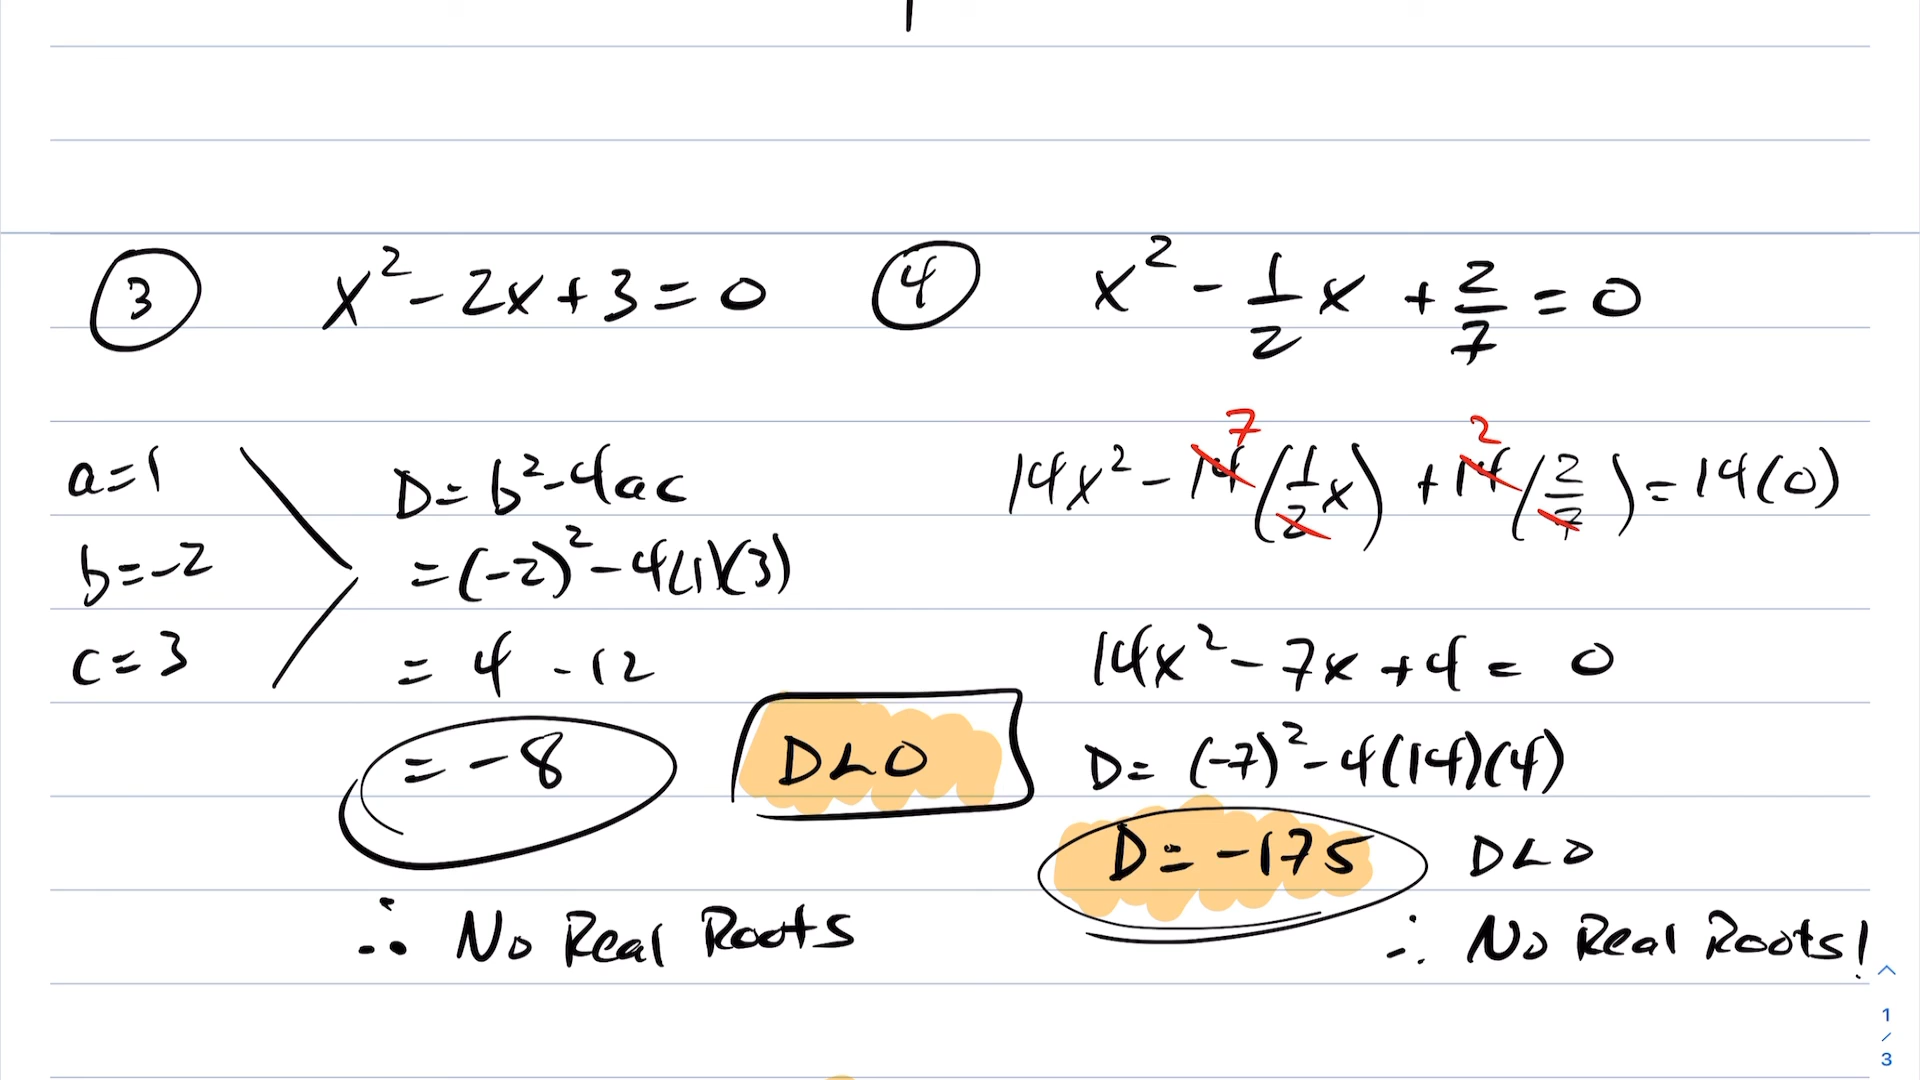 ③ x² - 2x + 3 = 0
a = 1
b = -2
c = 3
D = b² - 4ac
= (-2)² - 4(1)(3)
= 4 - 12
= -8
D < 0
∴ No Real Roots
④ x² - 1/2 x + 2/7 = 0
7 2
14x² - 14(1/2 x) + 14(2/7) = 14(0)
14x² - 7x + 4 = 0
D = (-7)² - 4(14)(4)
D = -175 D < 0
∴ No Real Roots!
1
/
3